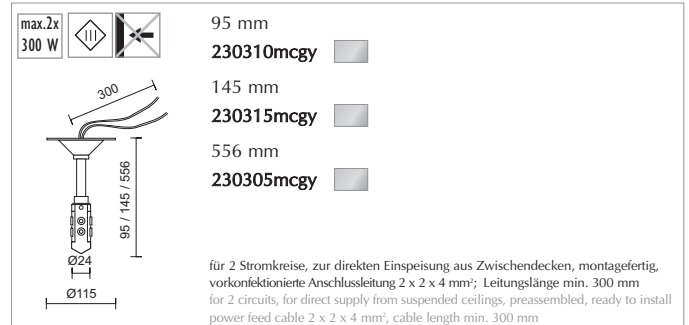 max.2x
300 W
III
95 mm
230310mcgy
145 mm
230315mcgy
556 mm
230305mcgy
300
95 / 145 / 556
Ø24
Ø115
für 2 Stromkreise, zur direkten Einspeisung aus Zwischendecken, montagefertig,
vorkonfektionierte Anschlussleitung 2 x 2 x 4 mm²; Leitungslänge min. 300 mm
for 2 circuits, for direct supply from suspended ceilings, preassembled, ready to install
power feed cable 2 x 2 x 4 mm², cable length min. 300 mm